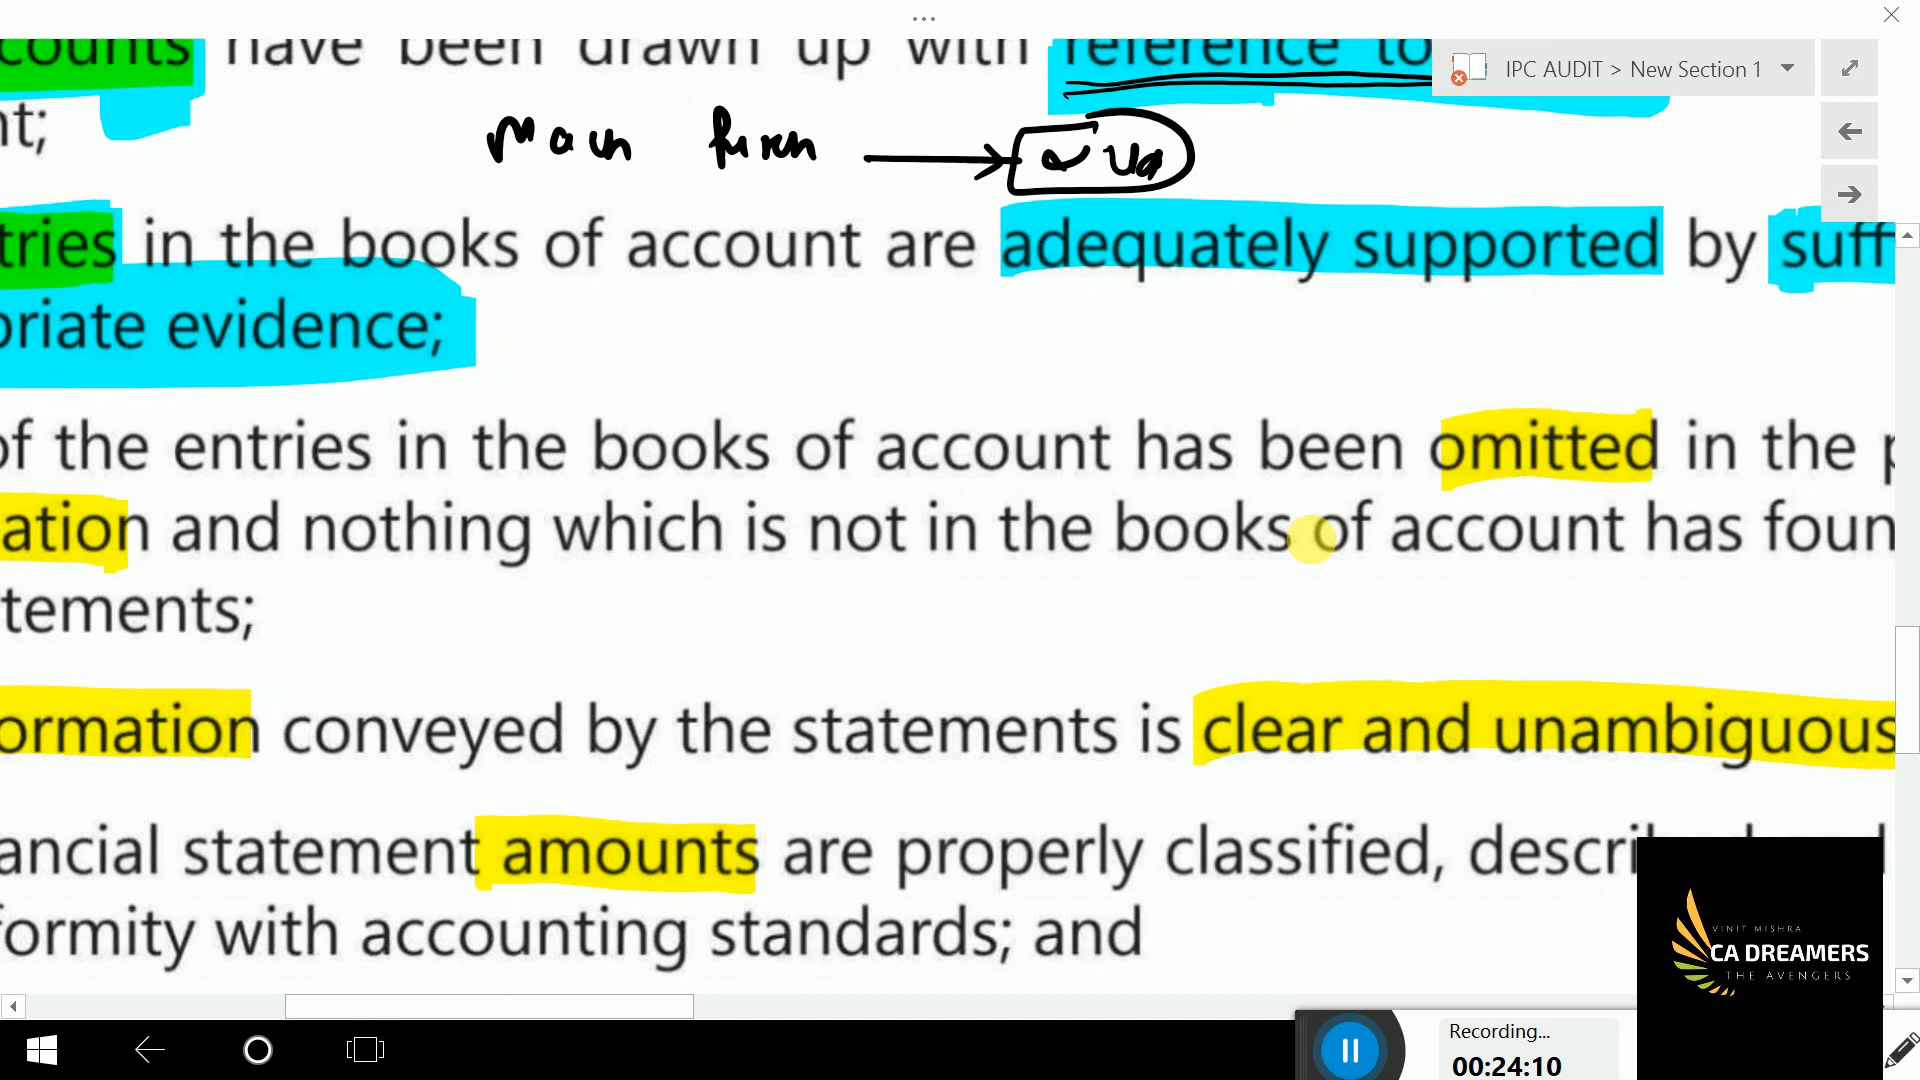 counts have been drawn up with reference to
IPC AUDIT > New Section 1
nt;
tries in the books of account are adequately supported by suff
priate evidence;
of the entries in the books of account has been omitted in the p
ation and nothing which is not in the books of account has foun
tements;
ormation conveyed by the statements is clear and unambiguous
ancial statement amounts are properly classified, descri
formity with accounting standards; and
VINIT MISHRA
CA DREAMERS
THE AVENGERS
Recording...
00:24:10